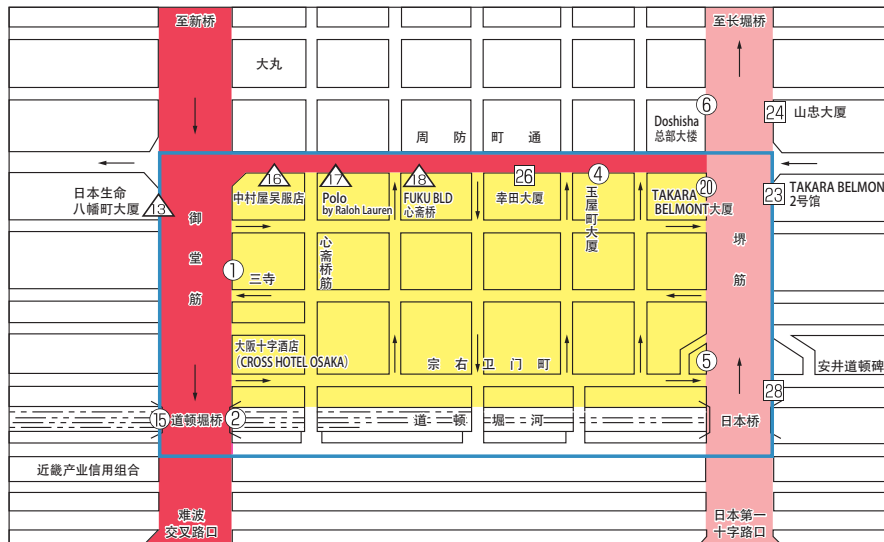 至新桥
至长堀桥
大丸
⑥
Doshisha
总部大楼
24
山忠大厦
周防町通
16
17
18
26
④
⑳
23
日本生命
八幡町大厦
13
中村屋吴服店
Polo
by Raloh Lauren
FUKU BLD
心斋桥
幸田大厦
玉屋町大厦
TAKARA
BELMONT大厦
TAKARA BELMON
2号馆
御堂筋
心斋桥筋
堺筋
①
三寺
大阪十字酒店
(CROSS HOTEL OSAKA)
宗右卫门町
⑤
安井道顿碑
28
⑮
道顿堀桥
②
道顿堀河
日本桥
近畿产业信用组合
难波
交叉路口
日本第一
十字路口